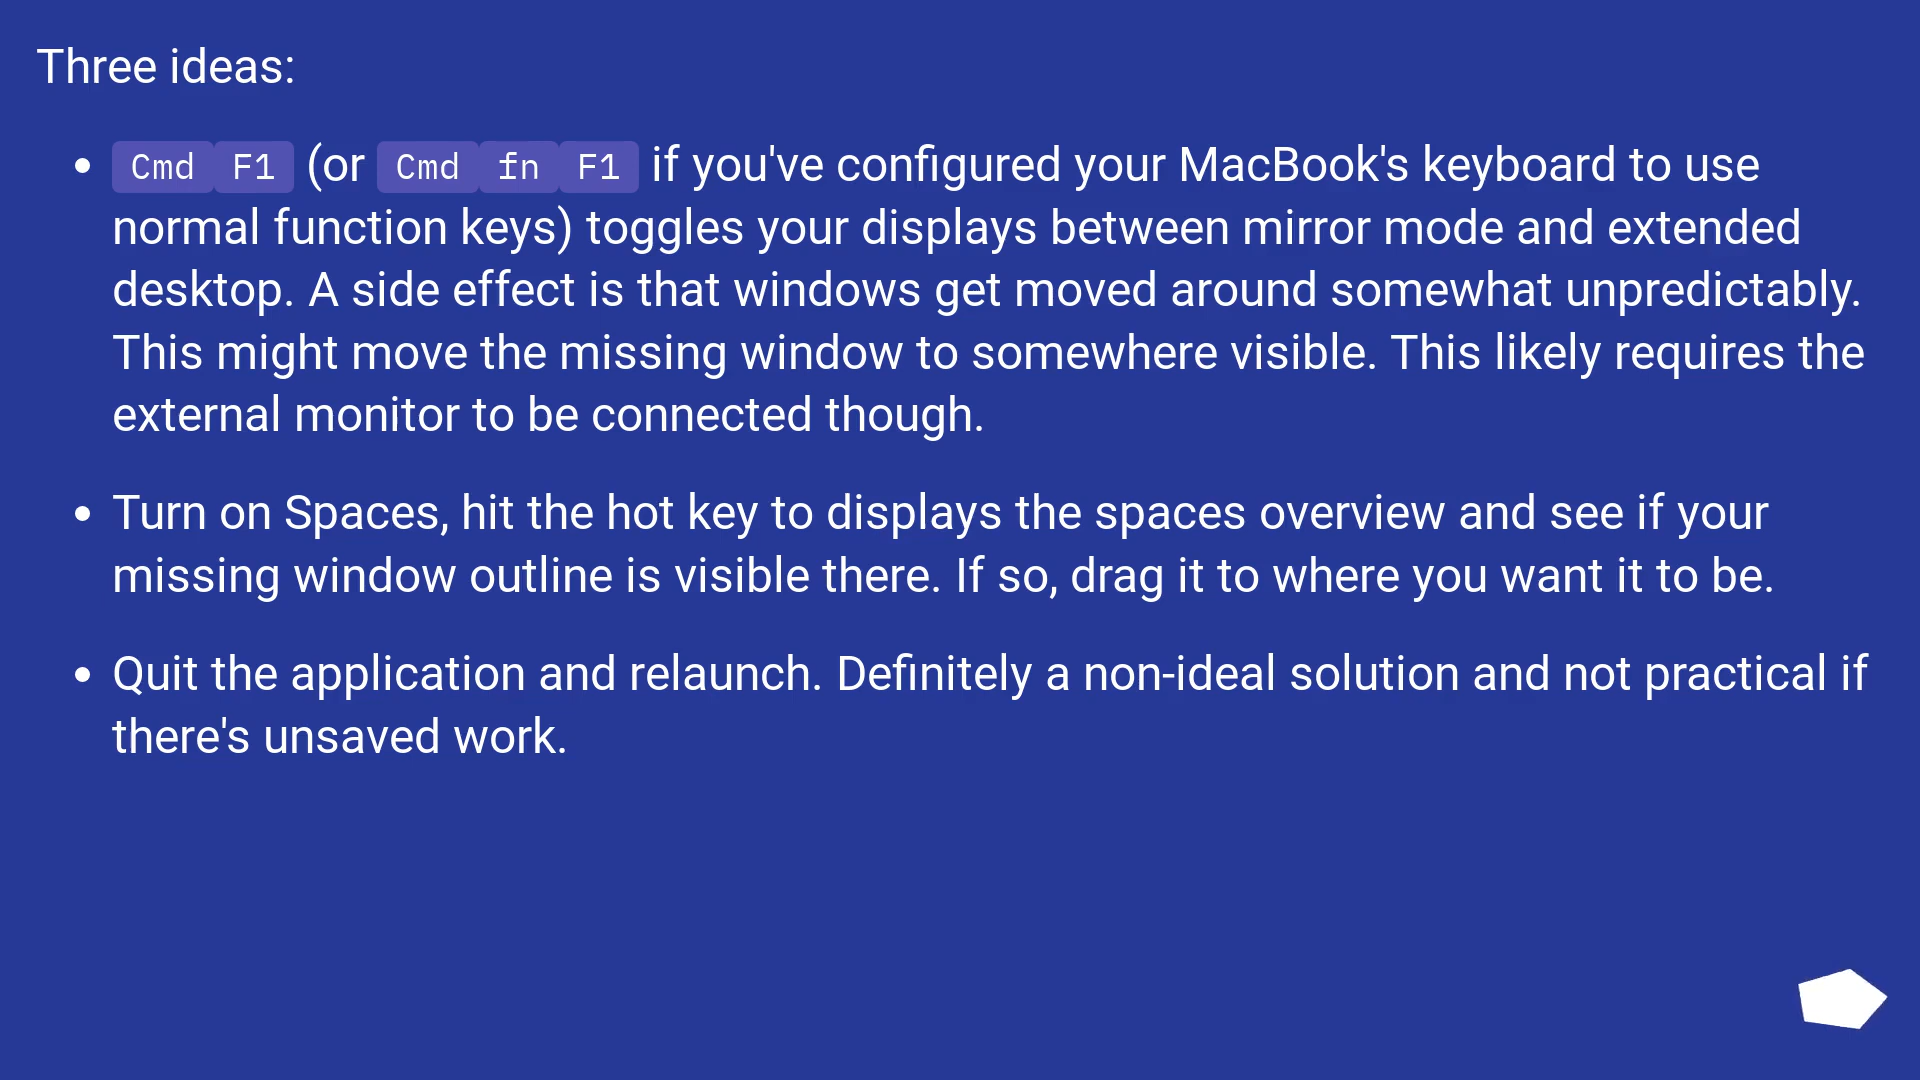 Three ideas:
• Cmd F1 (or Cmd fn F1 if you've configured your MacBook's keyboard to use
normal function keys) toggles your displays between mirror mode and extended
desktop. A side effect is that windows get moved around somewhat unpredictably.
This might move the missing window to somewhere visible. This likely requires the
external monitor to be connected though.
• Turn on Spaces, hit the hot key to displays the spaces overview and see if your
missing window outline is visible there. If so, drag it to where you want it to be.
• Quit the application and relaunch. Definitely a non-ideal solution and not practical if
there's unsaved work.